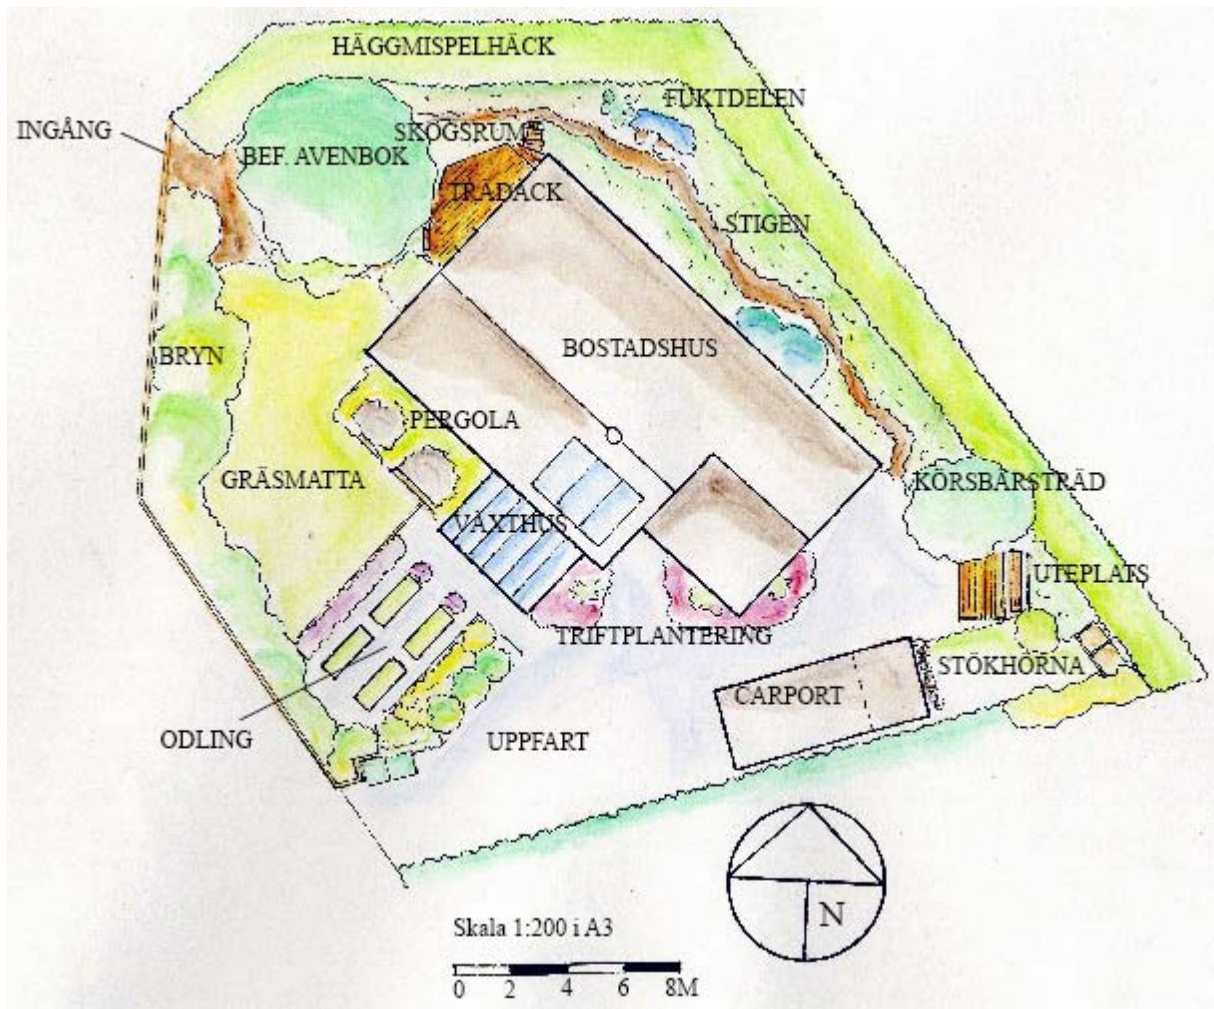 HÄGGMISPELHÄCK
FUKTDELEN
INGÅNG
SKOGSRUM
BEF. AVENBOK
TRÄDÄCK
STIGEN
BRYN
BOSTADSHUS
PERGOLA
GRÄSMATTA
KÖRSBÄRSTRÄD
VÄXTHUS
UTEPLATS
TRIFTPLANTERING
STÖKHÖRNA
CARPORT
ODLING
UPPFART
N
Skala 1:200 i A3
0 2 4 6 8M